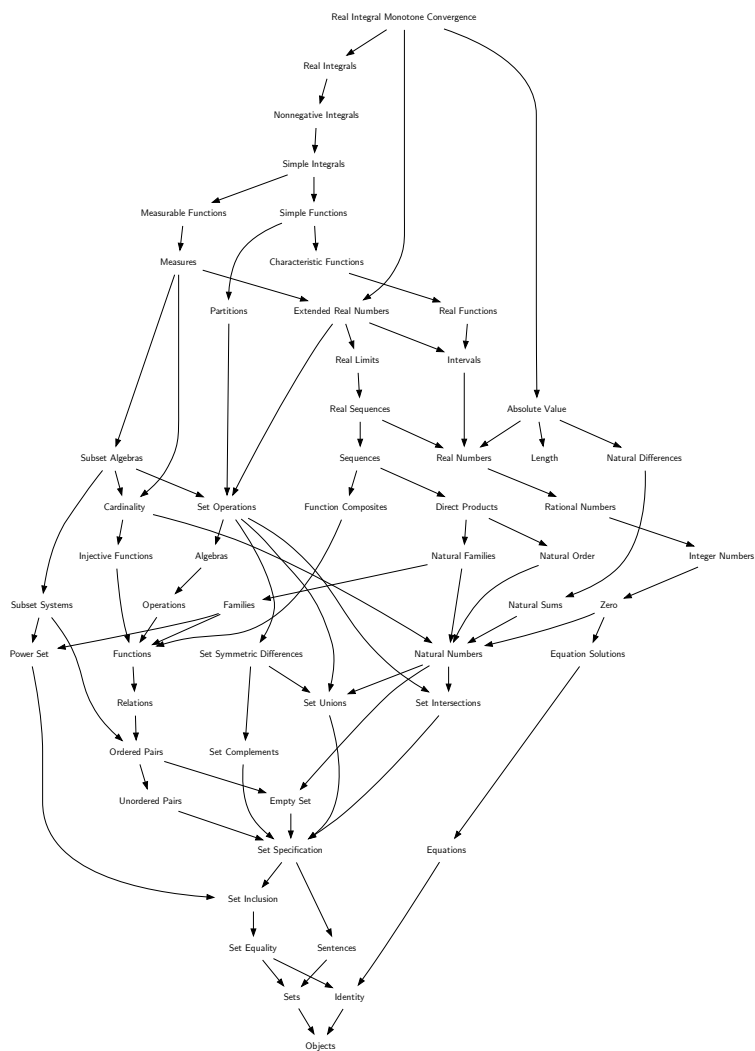 Real Integral Monotone Convergence
Real Integrals
Nonnegative Integrals
Simple Integrals
Measurable Functions
Simple Functions
Measures
Characteristic Functions
Partitions
Extended Real Numbers
Real Functions
Real Limits
Intervals
Real Sequences
Absolute Value
Subset Algebras
Sequences
Real Numbers
Length
Natural Differences
Cardinality
Set Operations
Function Composites
Direct Products
Rational Numbers
Injective Functions
Algebras
Natural Families
Natural Order
Integer Numbers
Subset Systems
Operations
Families
Natural Sums
Zero
Power Set
Functions
Set Symmetric Differences
Natural Numbers
Equation Solutions
Relations
Set Unions
Set Intersections
Ordered Pairs
Set Complements
Unordered Pairs
Empty Set
Set Specification
Equations
Set Inclusion
Set Equality
Sentences
Sets
Identity
Objects